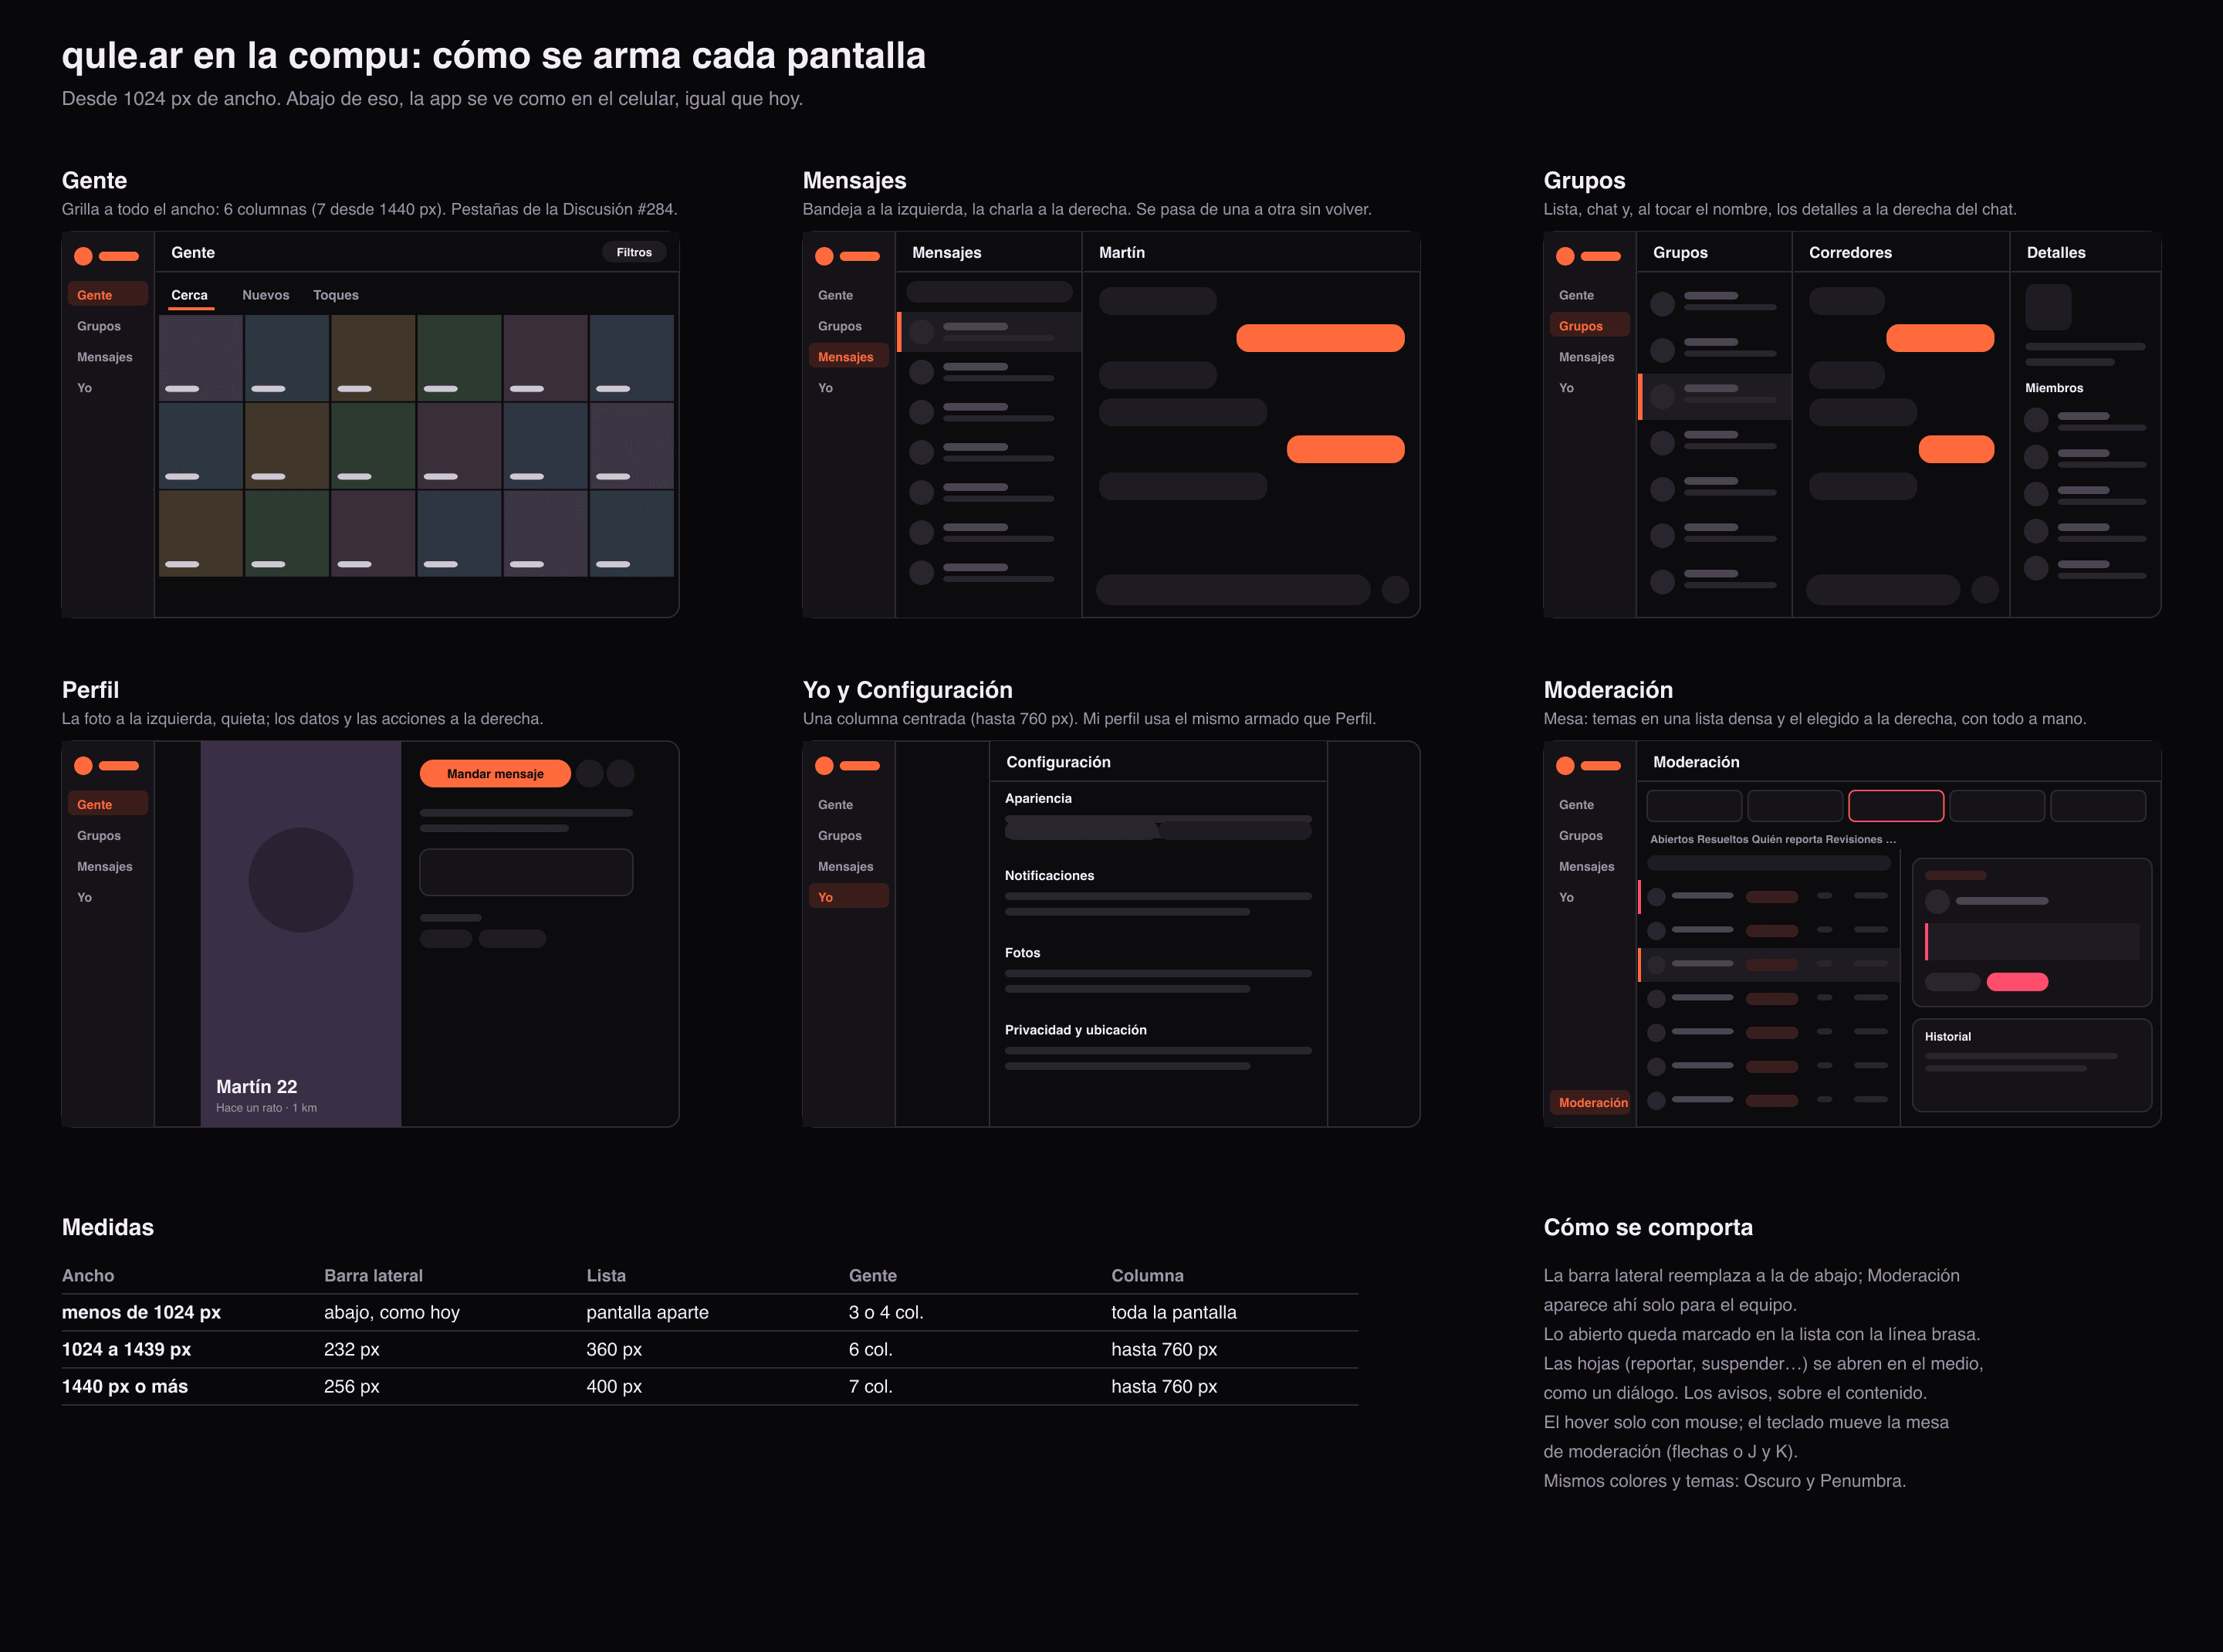 qule.ar en la compu: cómo se arma cada pantalla
Desde 1024 px de ancho. Abajo de eso, la app se ve como en el celular, igual que hoy.
Gente
Grilla a todo el ancho: 6 columnas (7 desde 1440 px). Pestañas de la Discusión #284.
Gente
Filtros
Gente
Grupos
Mensajes
Yo
Cerca
Nuevos
Toques
Mensajes
Bandeja a la izquierda, la charla a la derecha. Se pasa de una a otra sin volver.
Mensajes
Martín
Gente
Grupos
Mensajes
Yo
Grupos
Lista, chat y, al tocar el nombre, los detalles a la derecha del chat.
Grupos
Corredores
Detalles
Gente
Grupos
Mensajes
Yo
Miembros
Perfil
La foto a la izquierda, quieta; los datos y las acciones a la derecha.
Gente
Grupos
Mensajes
Yo
Mandar mensaje
Martín 22
Hace un rato · 1 km
Yo y Configuración
Una columna centrada (hasta 760 px). Mi perfil usa el mismo armado que Perfil.
Gente
Grupos
Mensajes
Yo
Configuración
Apariencia
Notificaciones
Fotos
Privacidad y ubicación
Moderación
Mesa: temas en una lista densa y el elegido a la derecha, con todo a mano.
Moderación
Gente
Grupos
Mensajes
Yo
Moderación
Abiertos Resueltos Quién reporta Revisiones ...
Historial
Medidas
Ancho Barra lateral Lista Gente Columna
menos de 1024 px abajo, como hoy pantalla aparte 3 o 4 col. toda la pantalla
1024 a 1439 px 232 px 360 px 6 col. hasta 760 px
1440 px o más 256 px 400 px 7 col. hasta 760 px
Cómo se comporta
La barra lateral reemplaza a la de abajo; Moderación
aparece ahí solo para el equipo.
Lo abierto queda marcado en la lista con la línea brasa.
Las hojas (reportar, suspender…) se abren en el medio,
como un diálogo. Los avisos, sobre el contenido.
El hover solo con mouse; el teclado mueve la mesa
de moderación (flechas o J y K).
Mismos colores y temas: Oscuro y Penumbra.